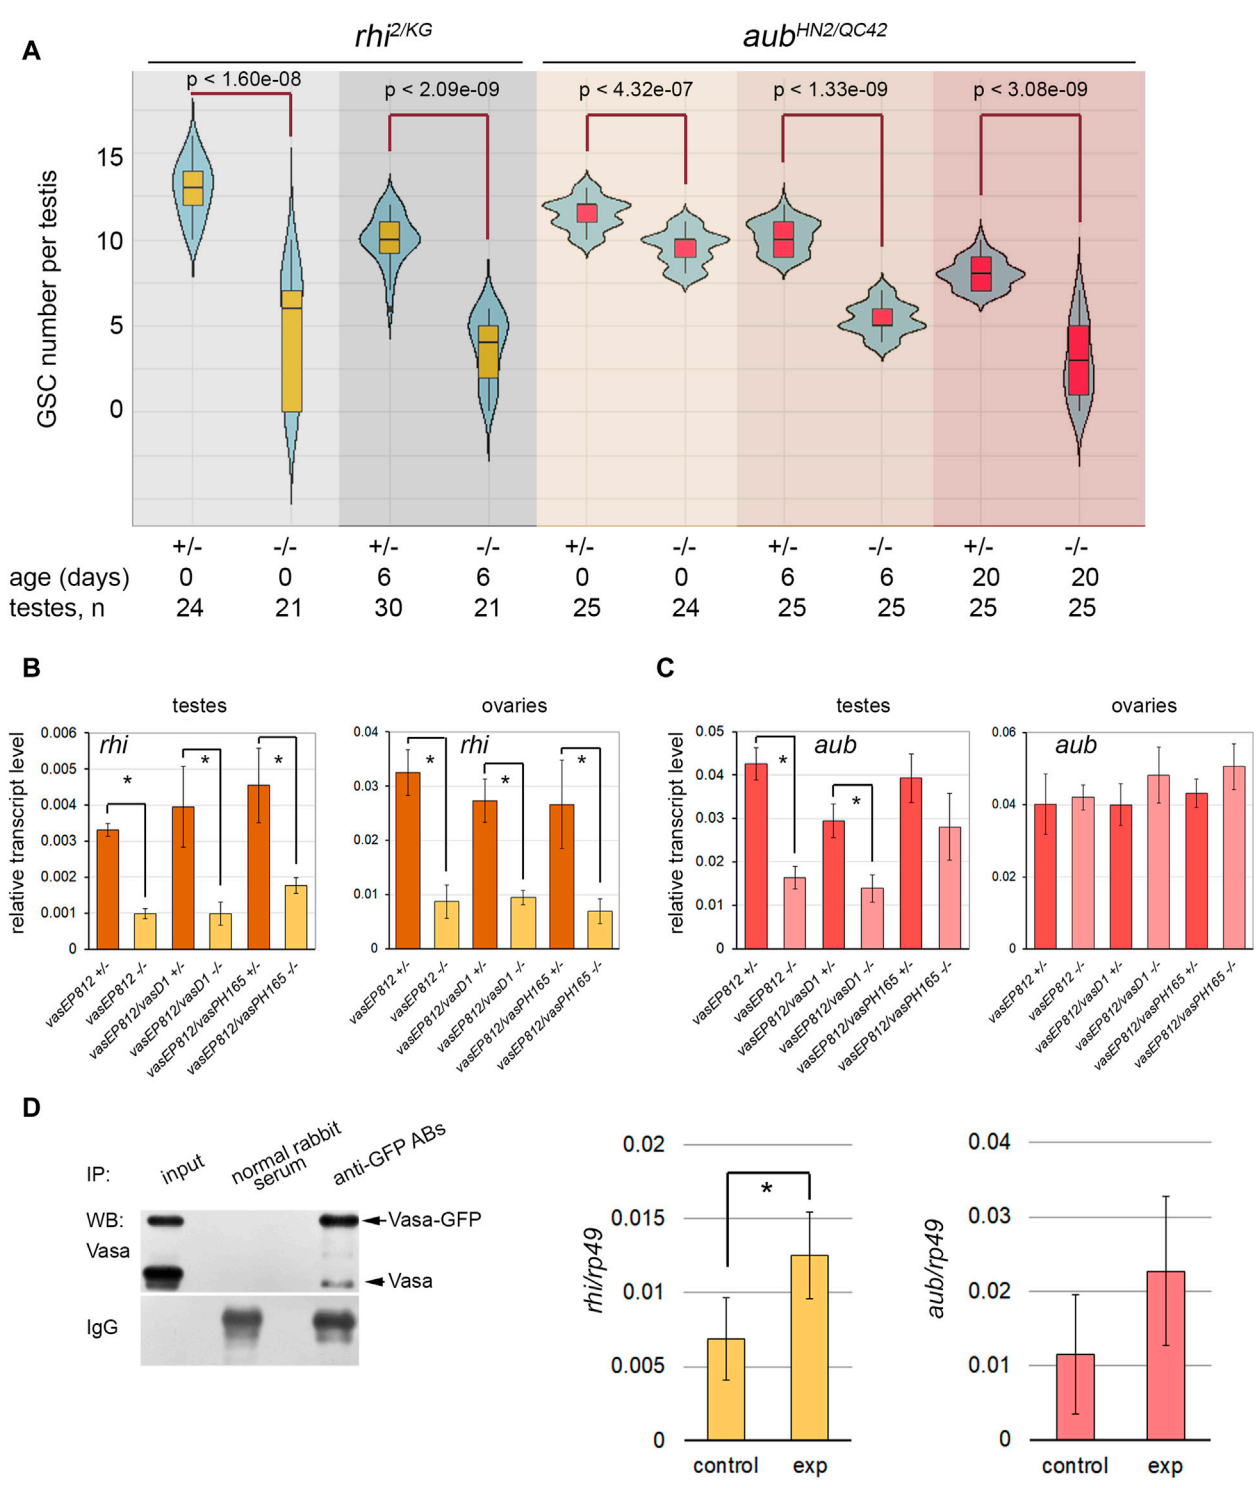 A
rhi2/KG
aubHN2/QC42
p < 1.60e-08
p < 2.09e-09
p < 4.32e-07
p < 1.33e-09
p < 3.08e-09
GSC number per testis
15
10
5
0
+/- -/- +/- -/- +/- -/- +/- -/- +/- -/-
age (days) 0 0 6 6 0 0 6 6 20 20
testes, n 24 21 30 21 25 24 25 25 25 25
B
testes
relative transcript level
rhi
0.006
0.005
0.004
0.003
0.002
0.001
0
* * *
vasEP812 +/-
vasEP812 -/-
vasEP812/vasD1 +/-
vasEP812/vasD1 -/-
vasEP812/vasPH165 +/-
vasEP812/vasPH165 -/-
ovaries
rhi
0.04
0.03
0.02
0.01
0
* * *
vasEP812 +/-
vasEP812 -/-
vasEP812/vasD1 +/-
vasEP812/vasD1 -/-
vasEP812/vasPH165 +/-
vasEP812/vasPH165 -/-
C
testes
relative transcript level
aub
0.05
0.04
0.03
0.02
0.01
0
* *
vasEP812 +/-
vasEP812 -/-
vasEP812/vasD1 +/-
vasEP812/vasD1 -/-
vasEP812/vasPH165 +/-
vasEP812/vasPH165 -/-
ovaries
aub
0.06
0.04
0.02
0
vasEP812 +/-
vasEP812 -/-
vasEP812/vasD1 +/-
vasEP812/vasD1 -/-
vasEP812/vasPH165 +/-
vasEP812/vasPH165 -/-
D
IP:
input
normal rabbit
serum
anti-GFP ABs
WB:
Vasa
IgG
Vasa-GFP
Vasa
rhi/rp49
0.02
0.015
0.01
0.005
0
*
control exp
aub/rp49
0.04
0.03
0.02
0.01
0
control exp